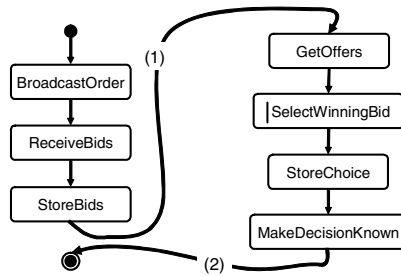 BroadcastOrder
ReceiveBids
StoreBids
(1)
GetOffers
SelectWinningBid
StoreChoice
MakeDecisionKnown
(2)